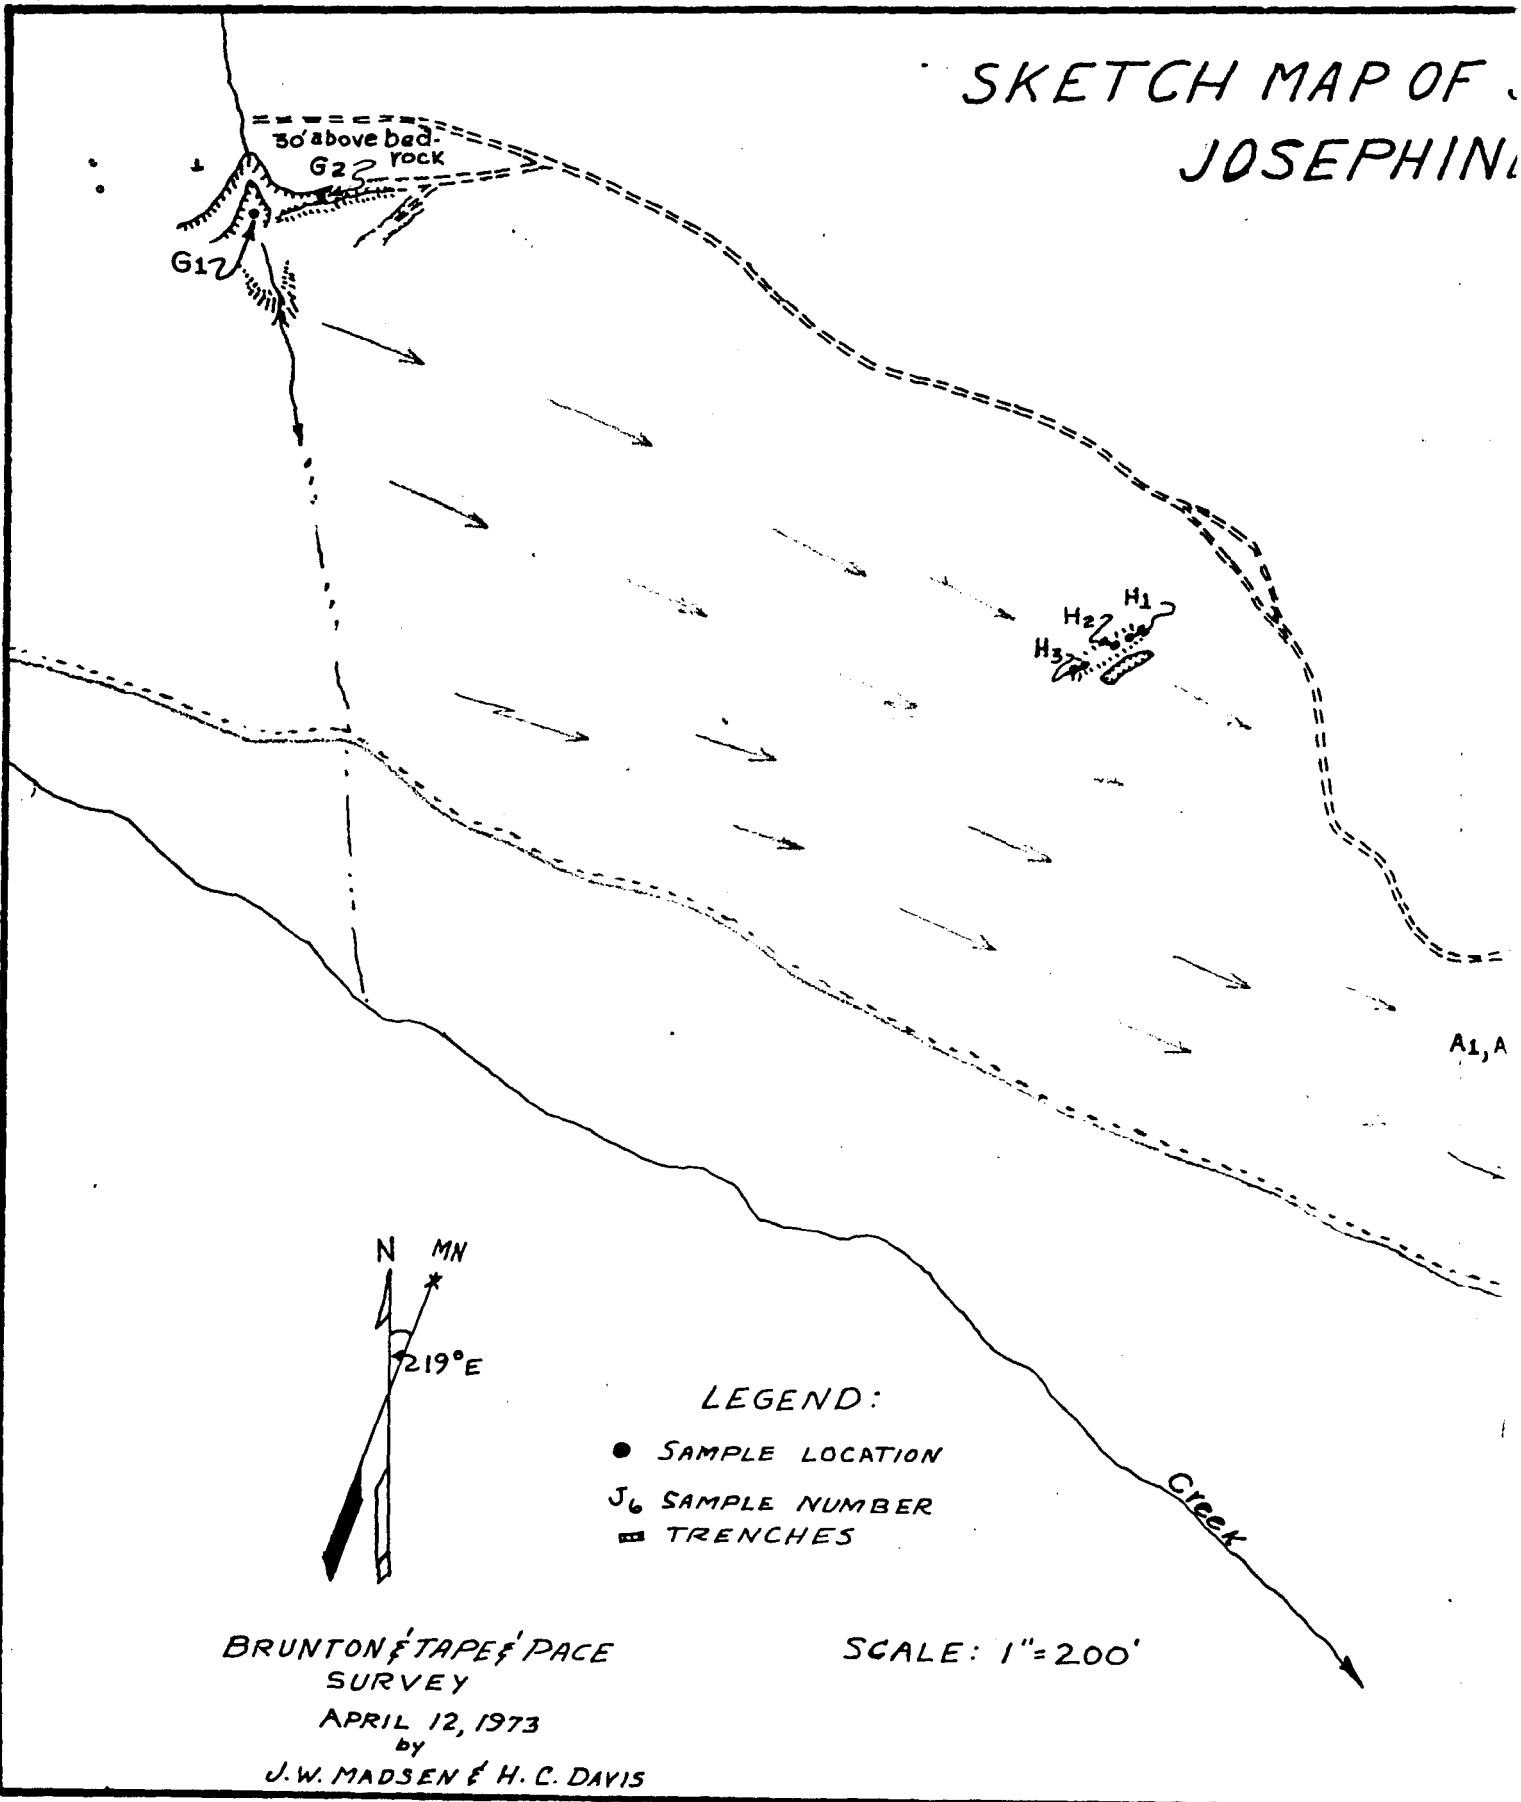 SKETCH MAP OF
JOSEPHIN
30' above bed-
rock
G2
G1
H1
H2
H3
A1, A
N MN
219°E
LEGEND:
SAMPLE LOCATION
J6 SAMPLE NUMBER
TRENCHES
Creek
BRUNTON & TAPE & PACE
SURVEY
APRIL 12, 1973
by
J.W. MADSEN & H.C. DAVIS
SCALE: 1"=200'